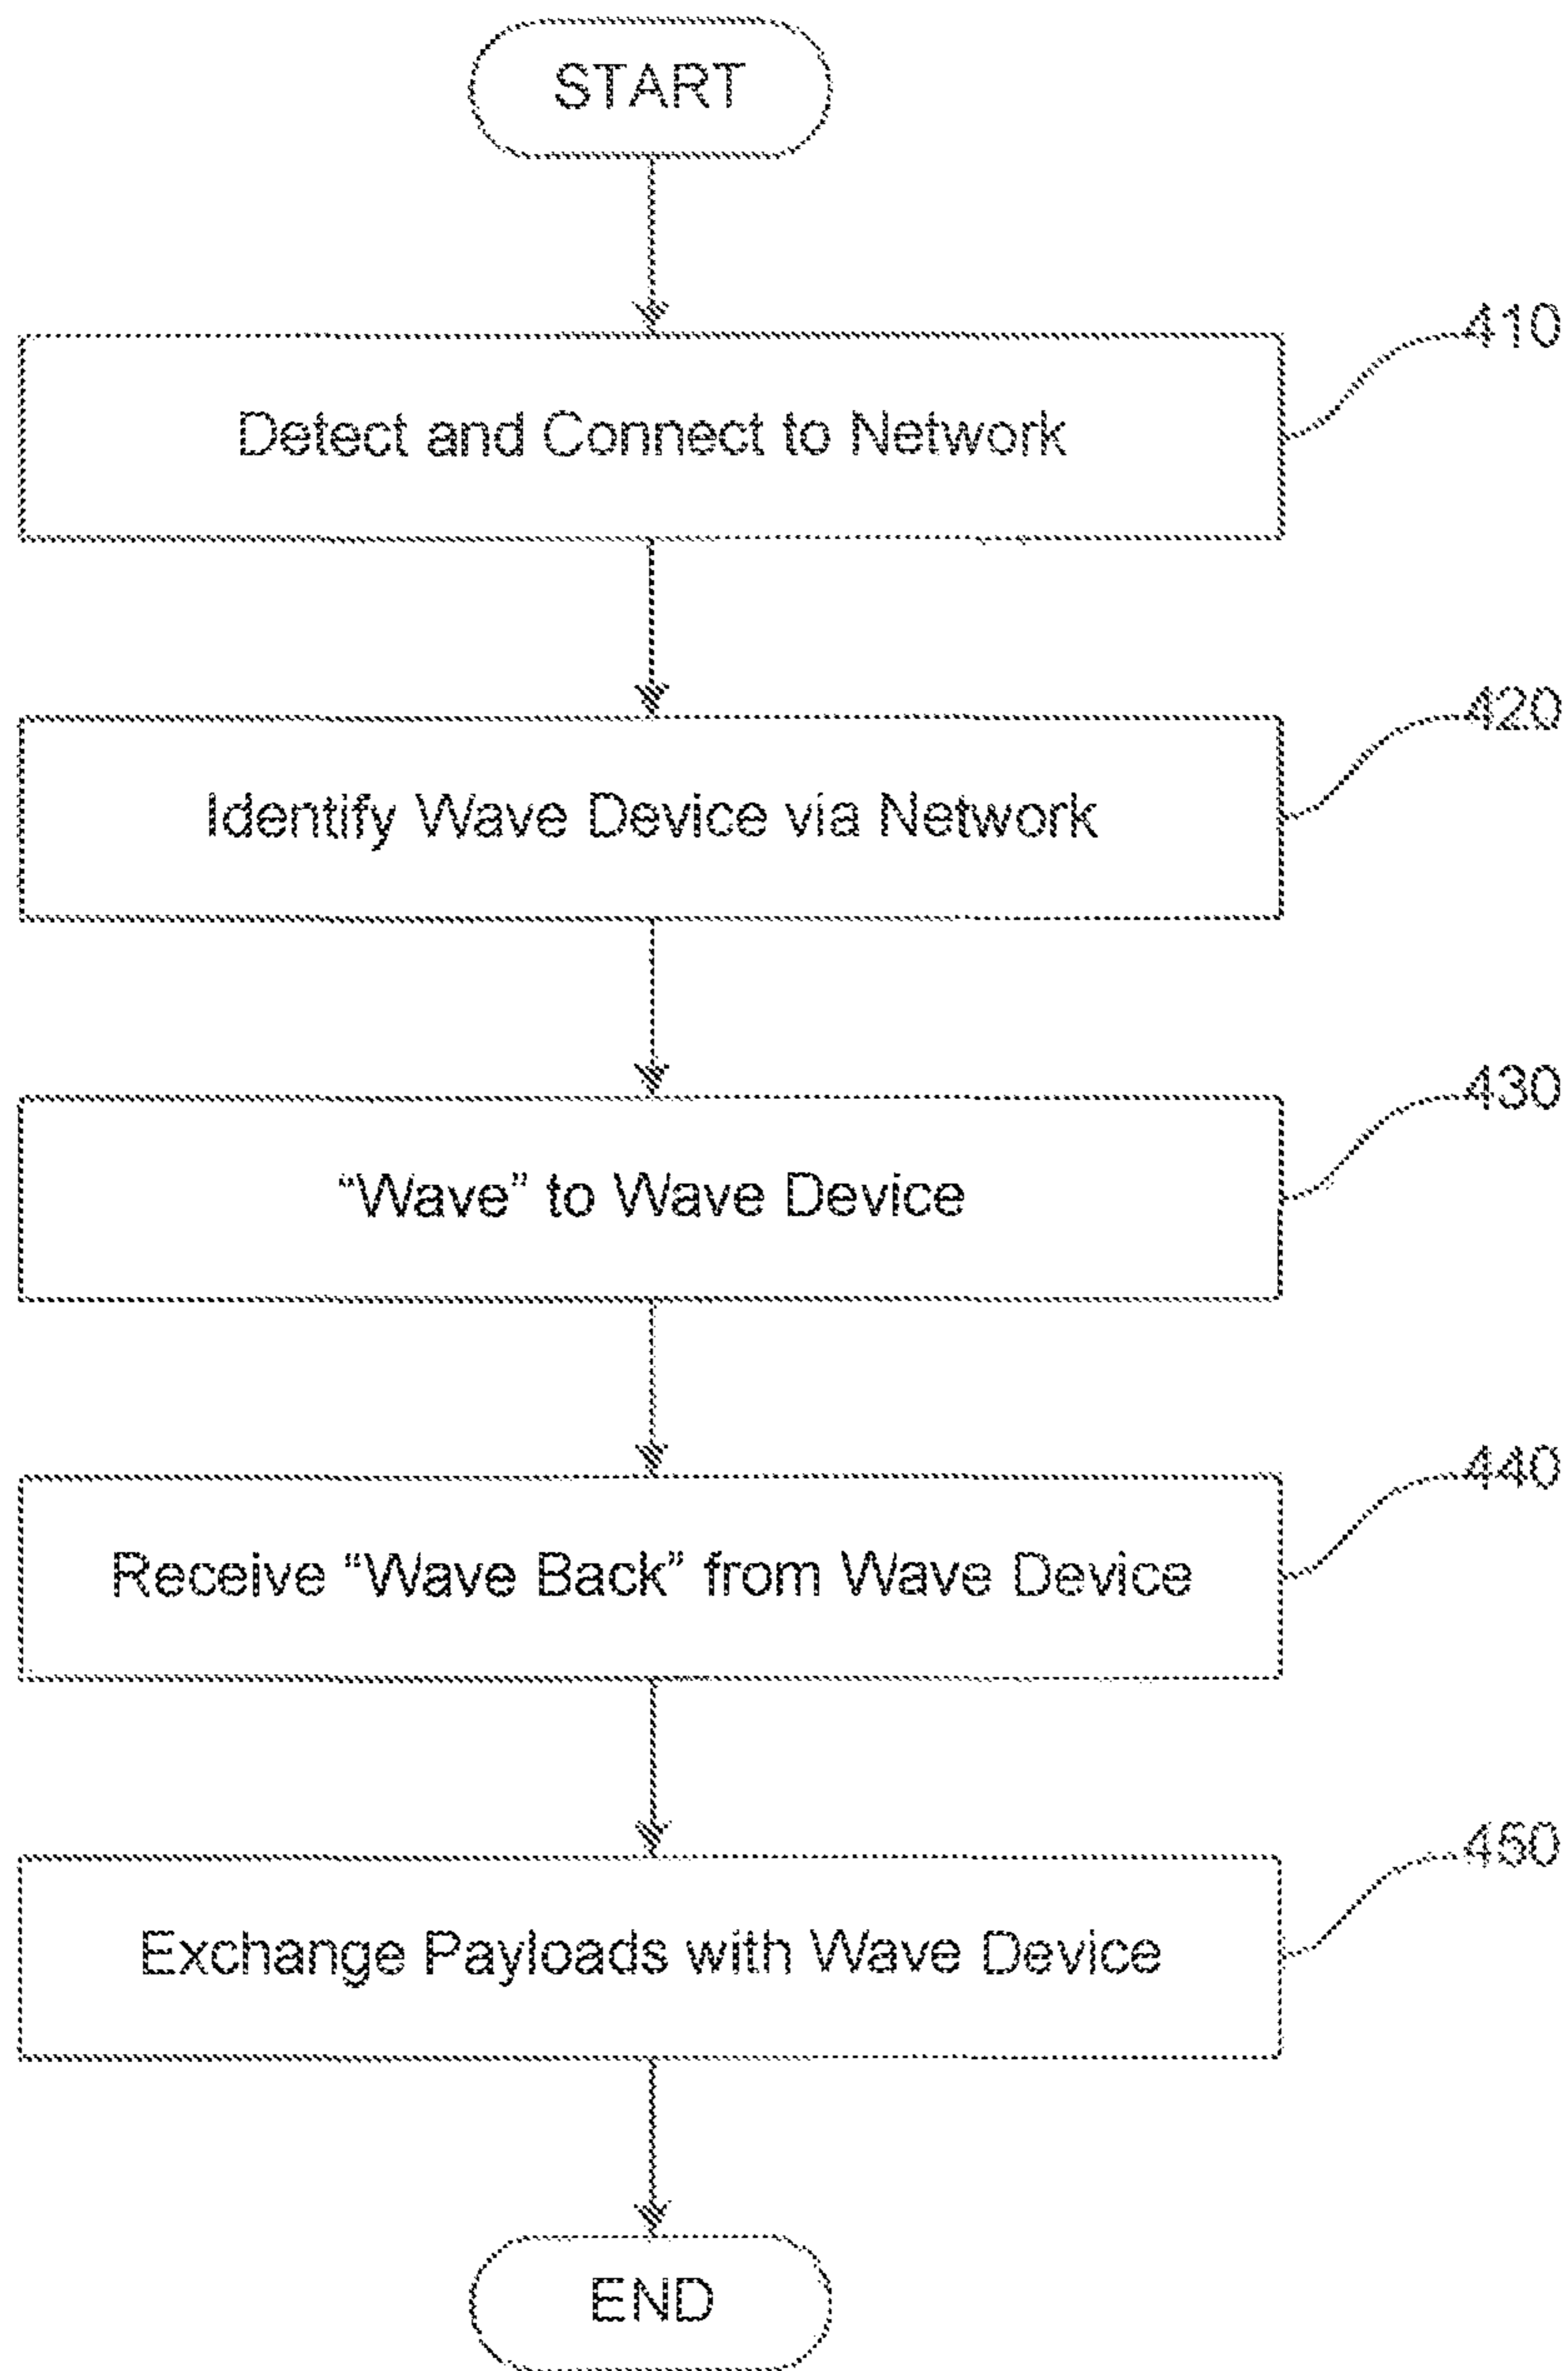 START
410
Detect and Connect to Network
420
Identify Wave Device via Network
430
“Wave” to Wave Device
440
Receive “Wave Back” from Wave Device
450
Exchange Payloads with Wave Device
END